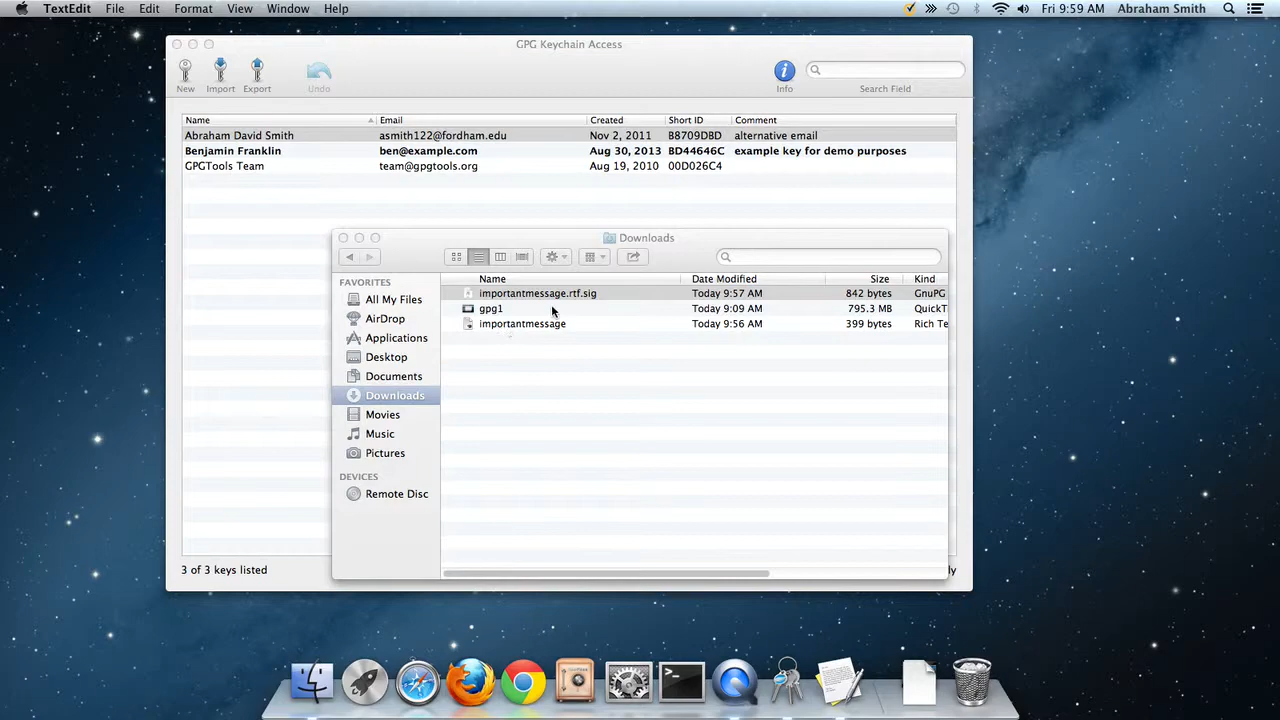 TextEdit File Edit Format View Window Help Fri 9:59 AM Abraham Smith
GPG Keychain Access
New Import Export Undo Info Search Field
Name Email Created Short ID Comment
Abraham David Smith asmith122@fordham.edu Nov 2, 2011 B8709DBD alternative email
Benjamin Franklin ben@example.com Aug 30, 2013 BD44646C example key for demo purposes
GPGTools Team team@gpgtools.org Aug 19, 2010 00D026C4
Downloads
FAVORITES
All My Files
AirDrop
Applications
Desktop
Documents
Downloads
Movies
Music
Pictures
DEVICES
Remote Disc
Name Date Modified Size Kind
importantmessage.rtf.sig Today 9:57 AM 842 bytes GnuPG
gpg1 Today 9:09 AM 795.3 MB QuickT
importantmessage Today 9:56 AM 399 bytes Rich Te
3 of 3 keys listed